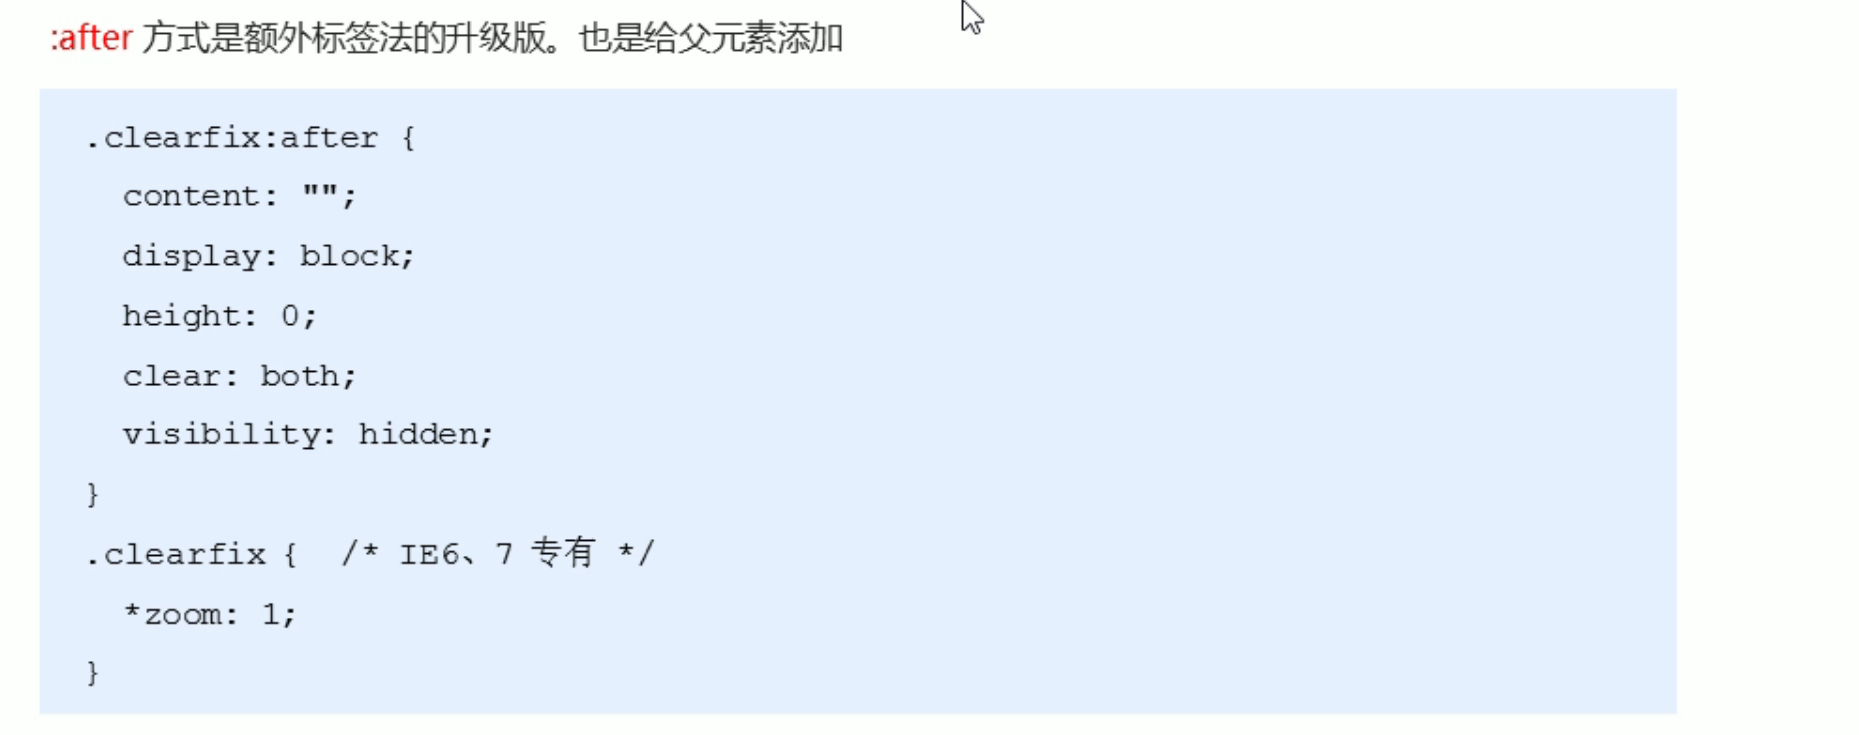 :after 方式是额外标签法的升级版。也是给父元素添加
.clearfix:after {
content: "";
display: block;
height: 0;
clear: both;
visibility: hidden;
}
.clearfix { /* IE6、7 专有 */
*zoom: 1;
}